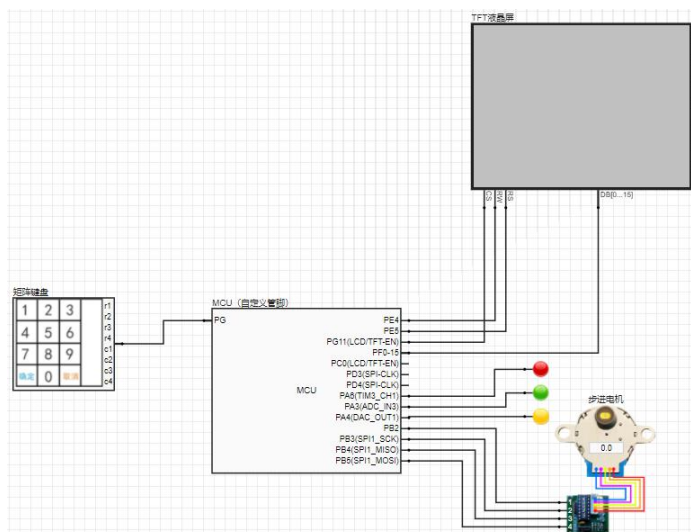 TFT液晶屏
CS
RW
RS
DB[0...15]
矩阵键盘
1 2 3
4 5 6
7 8 9
确定 0 取消
r1
r2
r3
r4
c1
c2
c3
c4
MCU（自定义管脚）
PG
MCU
PE4
PE5
PG11(LCD/TFT-EN)
PF0-15
PC0(LCD/TFT-EN)
PD3(SPI-CLK)
PD4(SPI-CLK)
PA6(TIM3_CH1)
PA3(ADC_IN3)
PA4(DAC_OUT1)
PB2
PB3(SPI1_SCK)
PB4(SPI1_MISO)
PB5(SPI1_MOSI)
步进电机
0.0
1
2
3
4